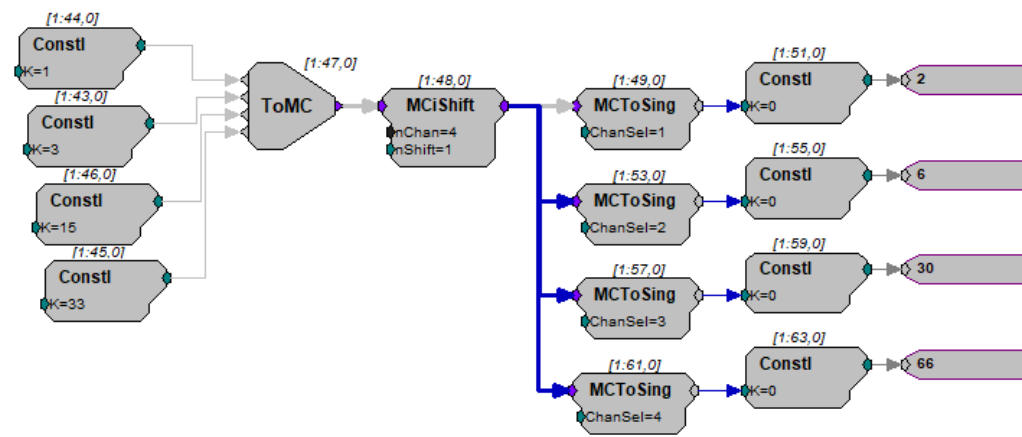 [1:44,0]
ConstI
K=1
[1:43,0]
ConstI
K=3
[1:46,0]
ConstI
K=15
[1:45,0]
ConstI
K=33
[1:47,0]
ToMC
[1:48,0]
MCiShift
nChan=4
nShift=1
[1:49,0]
MCToSing
ChanSel=1
[1:51,0]
ConstI
K=0
2
[1:53,0]
MCToSing
ChanSel=2
[1:55,0]
ConstI
K=0
6
[1:57,0]
MCToSing
ChanSel=3
[1:59,0]
ConstI
K=0
30
[1:61,0]
MCToSing
ChanSel=4
[1:63,0]
ConstI
K=0
66